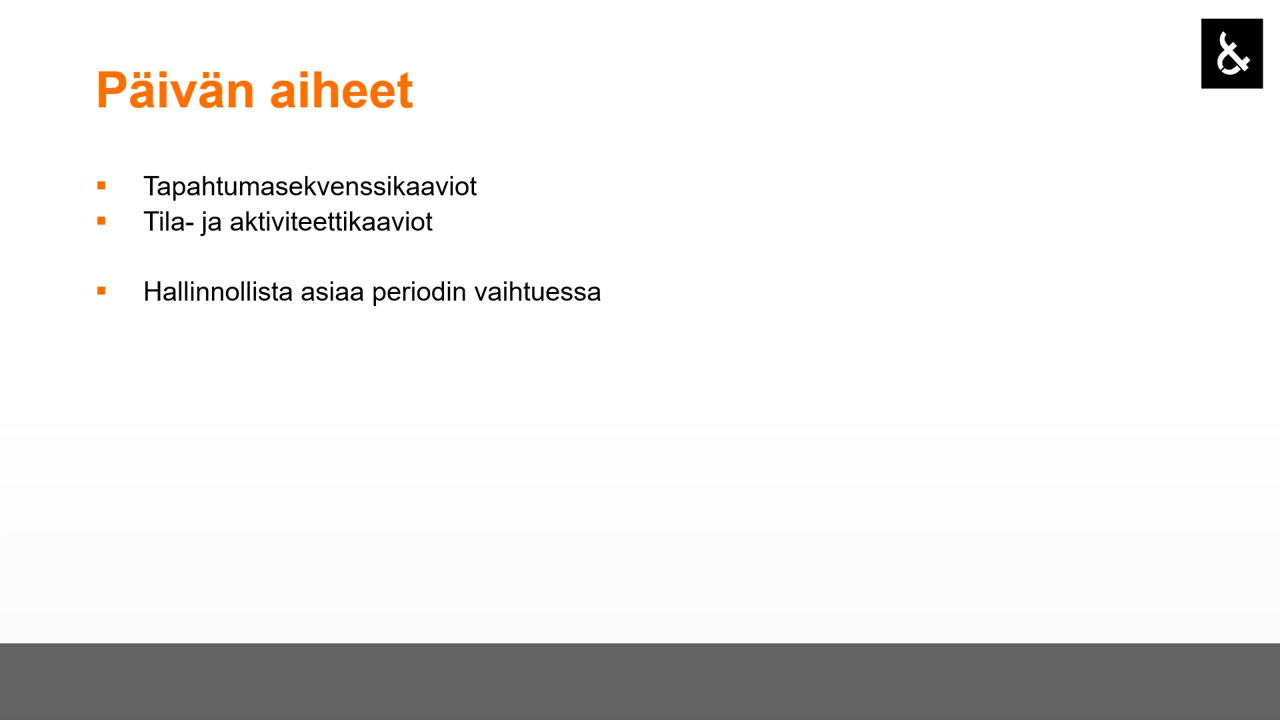 Päivän aiheet
▪ Tapahtumasekvenssikaaviot
▪ Tila- ja aktiviteettikaaviot
▪ Hallinnollista asiaa periodin vaihtuessa
&